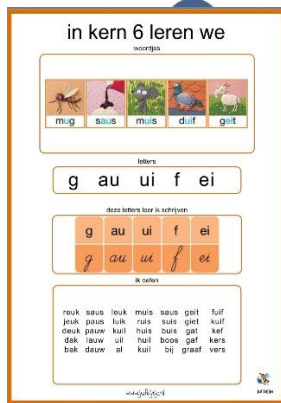 in kern 6 leren we
woordjes
mug saus muis duif geit
letters
g au ui f ei
deze letters leer ik schrijven
g au ui f ei
g au ui f ei
ik oefen
reuk saus leuk muis saus geit fuif
jeuk paus luik ruis suis giet kuif
deuk pauw kuil huis buis gat kef
dak lauw uil huil boos gaf kers
bak dauw al kuil bij graaf vers
juf bijtje